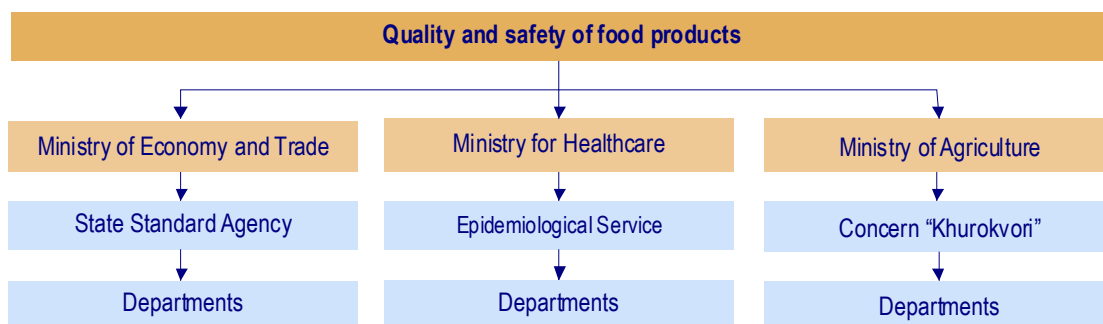 Quality and safety of food products
Ministry of Economy and Trade
Ministry for Healthcare
Ministry of Agriculture
State Standard Agency
Epidemiological Service
Concern “Khurokvori”
Departments
Departments
Departments